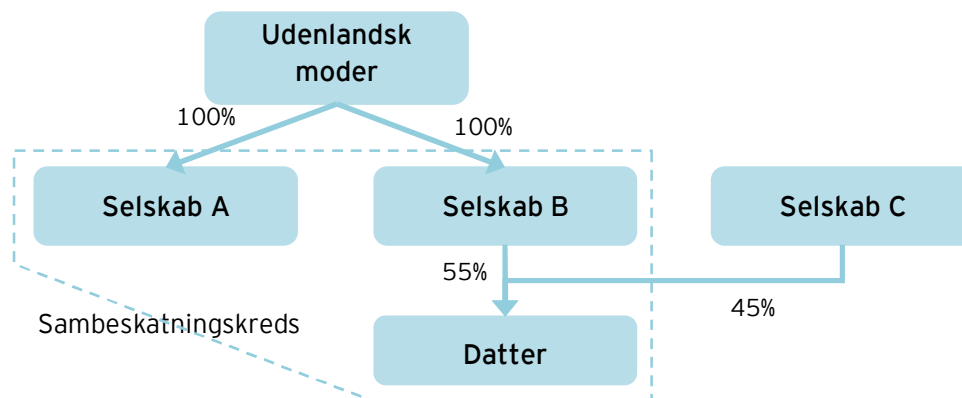 Udenlandsk
moder
100%
100%
Selskab A
Selskab B
Selskab C
55%
45%
Sambeskatningskreds
Datter